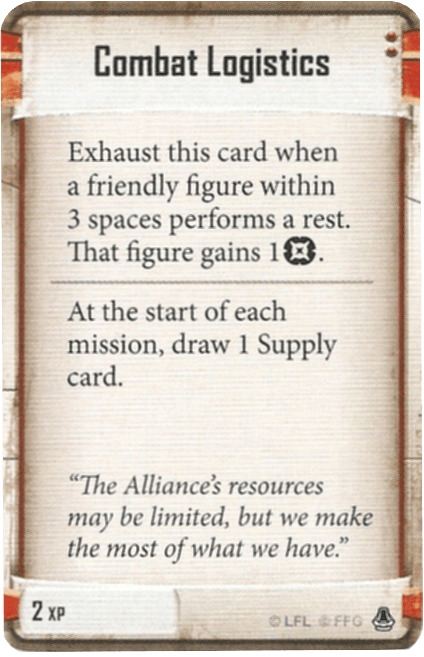 Combat Logistics
Exhaust this card when
a friendly figure within
3 spaces performs a rest.
That figure gains 1.
At the start of each
mission, draw 1 Supply
card.
“The Alliance’s resources
may be limited, but we make
the most of what we have.”
2 XP
© LFL © FFG